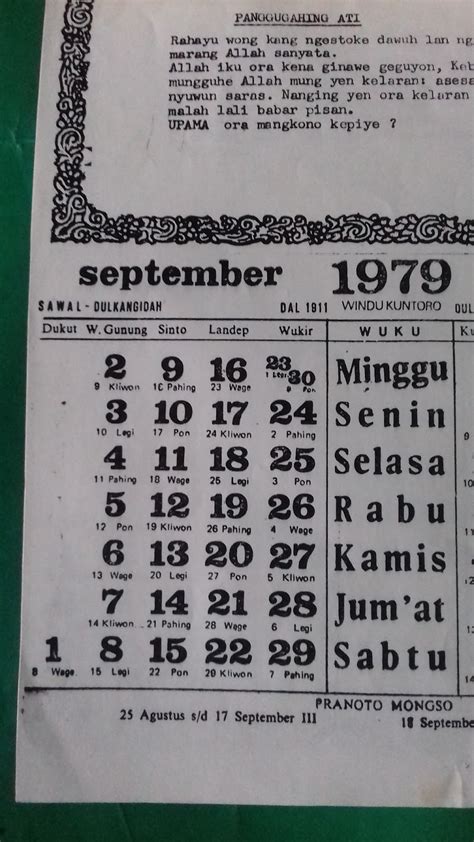 PANGGUGAHING ATI
Rahayu wong kang ngestoke dawuh lan ng
marang Allah sanyata.
Allah iku ora kena ginawe geguyon, Keb
mungguhe Allah mung yen kelaran: asesa
nyuwun saras. Nanging yen ora kelaran
malah lali babar pisan.
UPAMA ora mangkono kepiye ?
september 1979
SAWAL - DULKANGIDAH DAL 1911 WINDU KUNTORO DUL
Dukut W. Gunung Sinto Landep Wukir WUKU Ku
2 9 16 23 30 Minggu
9 Kliwon 16 Pahing 23 Wage 1 Legi 8 Pon
3 10 17 24 Senin
10 Legi 17 Pon 24 Kliwon 2 Pahing 9
4 11 18 25 Selasa
11 Pahing 18 Wage 25 Legi 3 Pon 10
5 12 19 26 Rabu
12 Pon 19 Kliwon 26 Pahing 4 Wage 11
6 13 20 27 Kamis
13 Wage 20 Legi 27 Pon 5 Kliwon 12
7 14 21 28 Jum'at
14 Kliwon 21 Pahing 28 Wage 6 Legi
1 8 15 22 29 Sabtu
8 Wage 15 Legi 22 Pon 29 Kliwon 7 Pahing 14
PRANOTO MONGSO
25 Agustus s/d 17 September III 18 Septembe